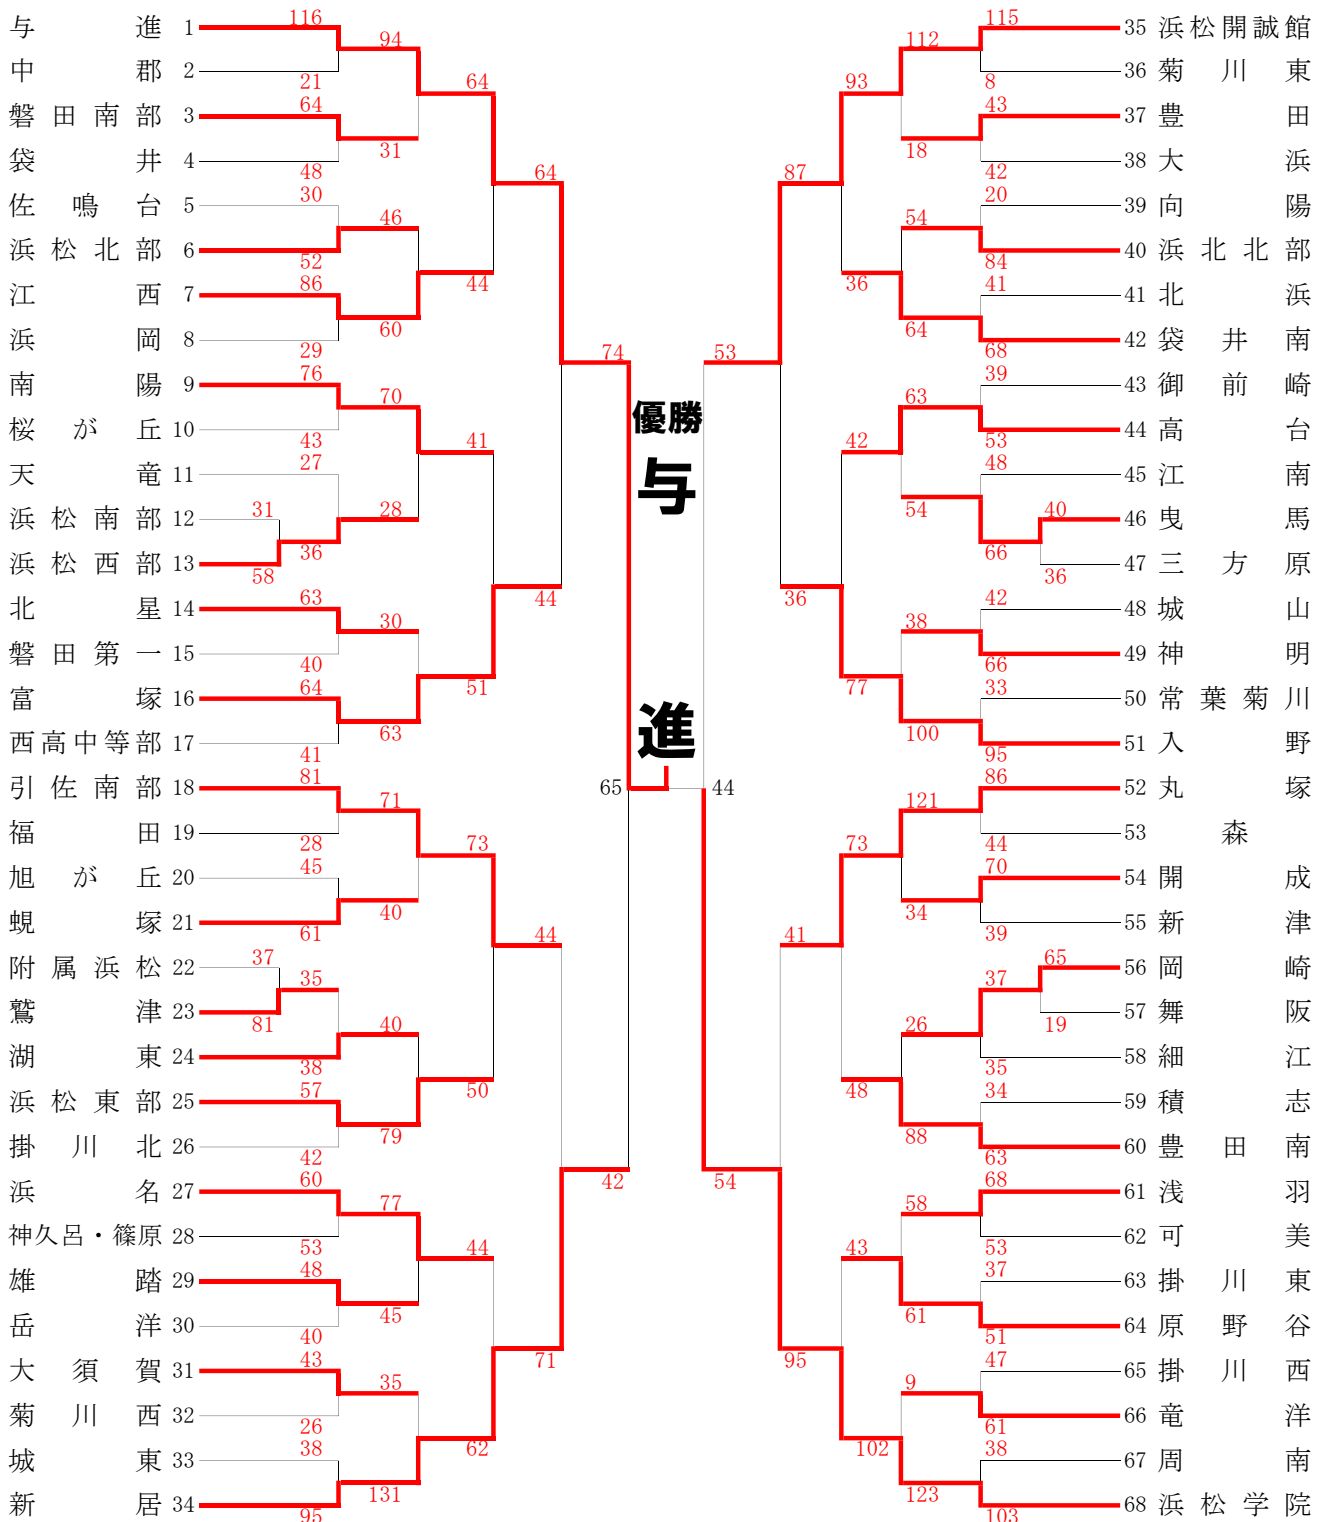 与進 1 116 94 115 112 35 浜松開誠館
中郡 2 21 64 93 8 36 菊川東
磐田南部 3 64 43 37 豊田
袋井 4 48 31 64 87 18 42 38 大浜
佐鳴台 5 30 46 54 20 39 向陽
浜松北部 6 52 84 40 浜北北部
江西 7 86 44 36 41 41 北浜
浜岡 8 29 60 74 53 64 68 42 袋井南
南陽 9 76 70 63 39 43 御前崎
桜が丘 10 43 41 優勝 42 53 44 高台
天竜 11 27 与 48 45 江南
浜松南部 12 31 28 54 40 46 曳馬
浜松西部 13 58 36 66 36 47 三方原
北星 14 63 30 44 36 38 42 48 城山
磐田第一 15 40 66 49 神明
富塚 16 64 51 進 77 33 50 常葉菊川
西高中等部 17 41 63 100 95 51 入野
引佐南部 18 81 71 65 44 121 86 52 丸塚
福田 19 28 73 73 44 53 森
旭が丘 20 45 70 54 開成
蜆塚 21 61 40 44 41 34 39 55 新津
附属浜松 22 37 35 37 65 56 岡崎
鷲津 23 81 40 26 19 57 舞阪
湖東 24 38 35 58 細江
浜松東部 25 57 50 48 34 59 積志
掛川北 26 42 79 88 63 60 豊田南
浜名 27 60 77 42 54 58 68 61 浅羽
神久呂・篠原 28 53 44 43 53 62 可美
雄踏 29 48 37 63 掛川東
岳洋 30 40 45 61 51 64 原野谷
大須賀 31 43 35 71 95 9 47 65 掛川西
菊川西 32 26 61 66 竜洋
城東 33 38 62 102 38 67 周南
新居 34 95 131 123 103 68 浜松学院